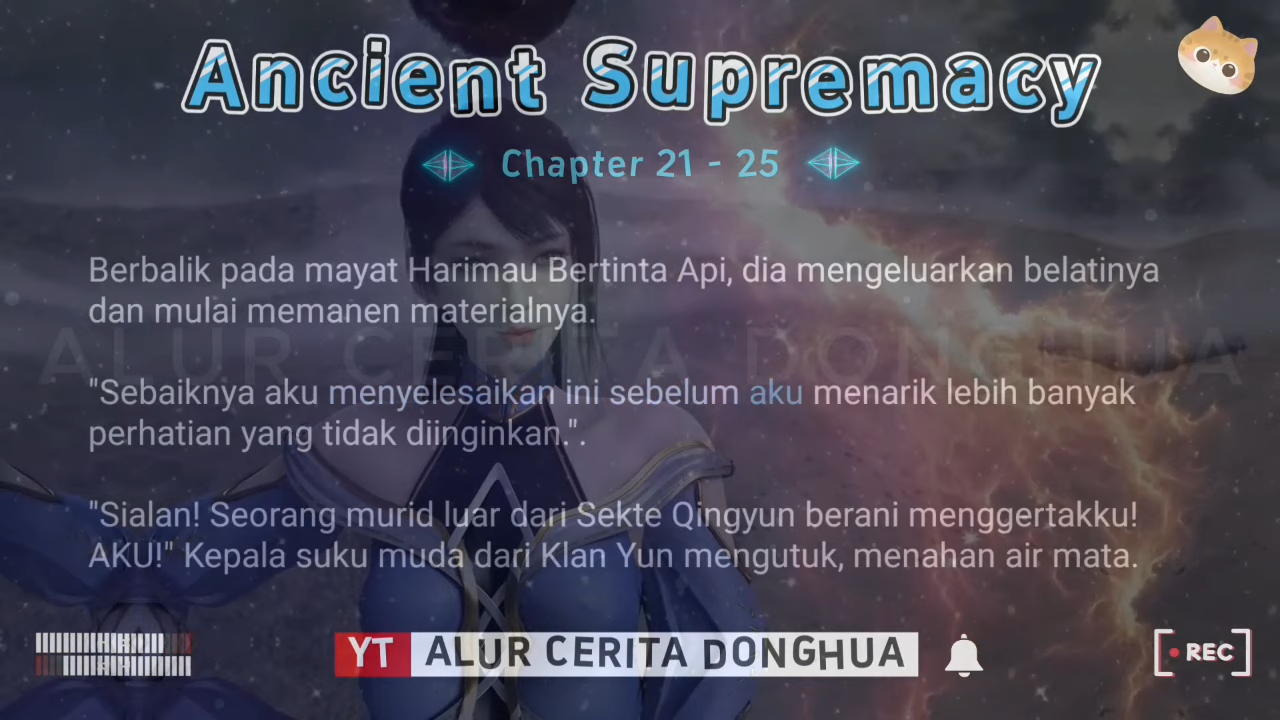 Ancient Supremacy
Chapter 21 - 25
Berbalik pada mayat Harimau Bertinta Api, dia mengeluarkan belatinya
dan mulai memanen materialnya.
ALUR CERITA DONGHUA
"Sebaiknya aku menyelesaikan ini sebelum aku menarik lebih banyak
perhatian yang tidak diinginkan.".
"Sialan! Seorang murid luar dari Sekte Qingyun berani menggertakku!
AKU!" Kepala suku muda dari Klan Yun mengutuk, menahan air mata.
YT ALUR CERITA DONGHUA
REC